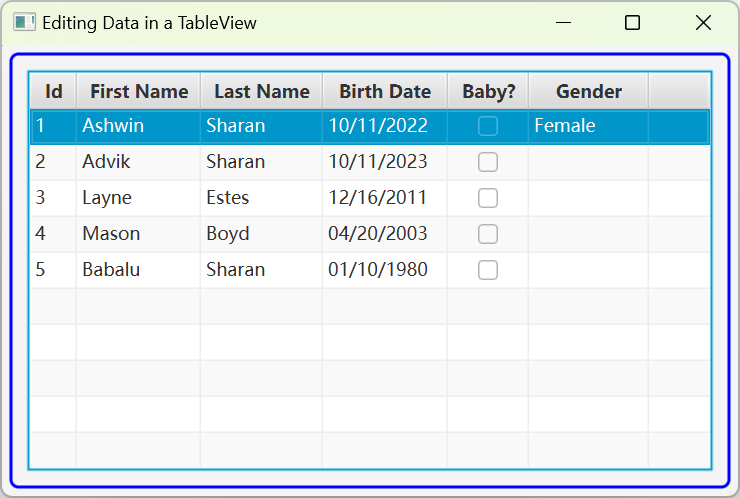 Editing Data in a TableView
Id First Name Last Name Birth Date Baby? Gender
1 Ashwin Sharan 10/11/2022 Female
2 Advik Sharan 10/11/2023
3 Layne Estes 12/16/2011
4 Mason Boyd 04/20/2003
5 Babalu Sharan 01/10/1980